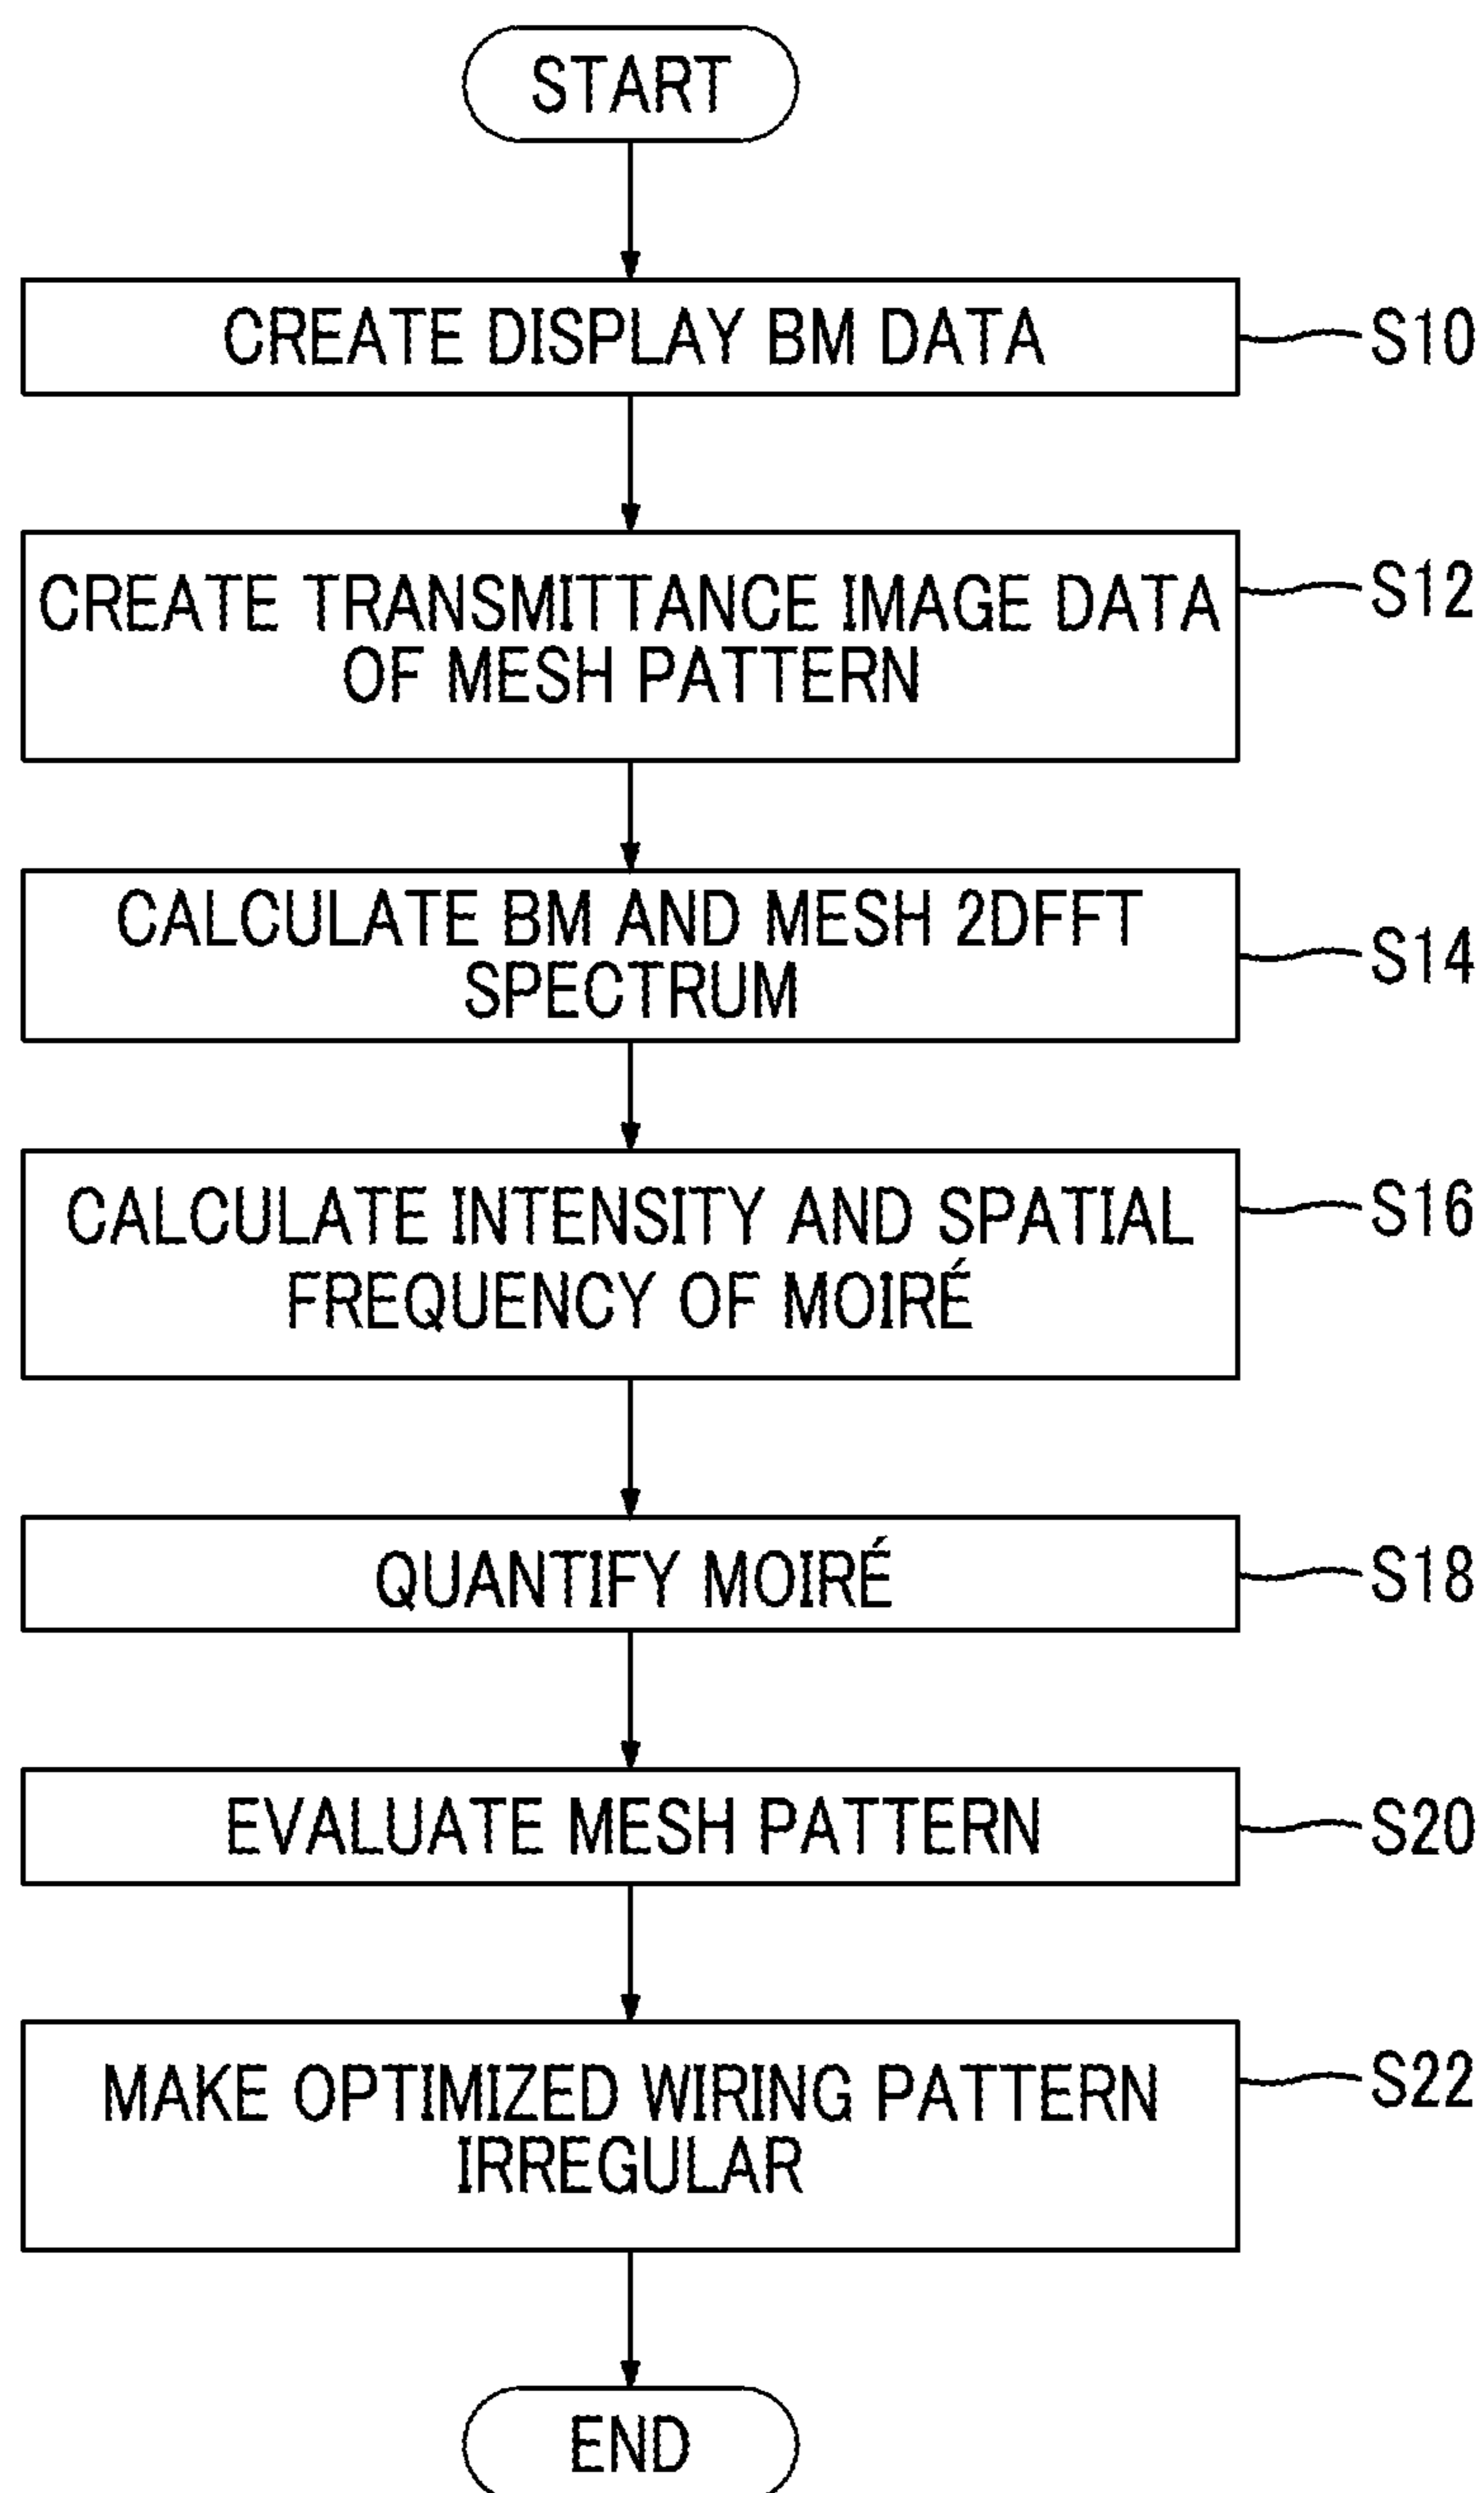 START
CREATE DISPLAY BM DATA
S10
CREATE TRANSMITTANCE IMAGE DATA
OF MESH PATTERN
S12
CALCULATE BM AND MESH 2DFFT
SPECTRUM
S14
CALCULATE INTENSITY AND SPATIAL
FREQUENCY OF MOIRÉ
S16
QUANTIFY MOIRÉ
S18
EVALUATE MESH PATTERN
S20
MAKE OPTIMIZED WIRING PATTERN
IRREGULAR
S22
END